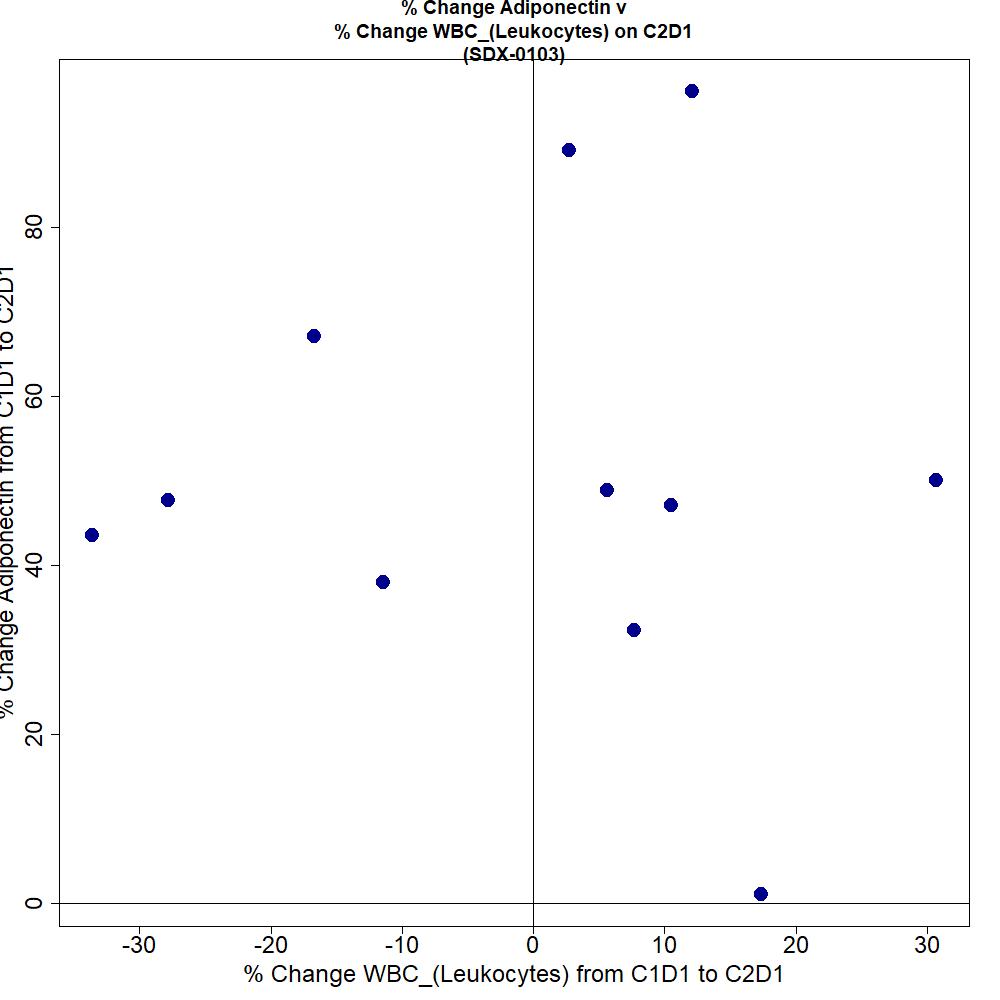 % Change Adiponectin v
% Change WBC_(Leukocytes) on C2D1
(SDX-0103)
% Change Adiponectin from C1D1 to C2D1
80
60
40
20
0
-30
-20
-10
0
10
20
30
% Change WBC_(Leukocytes) from C1D1 to C2D1